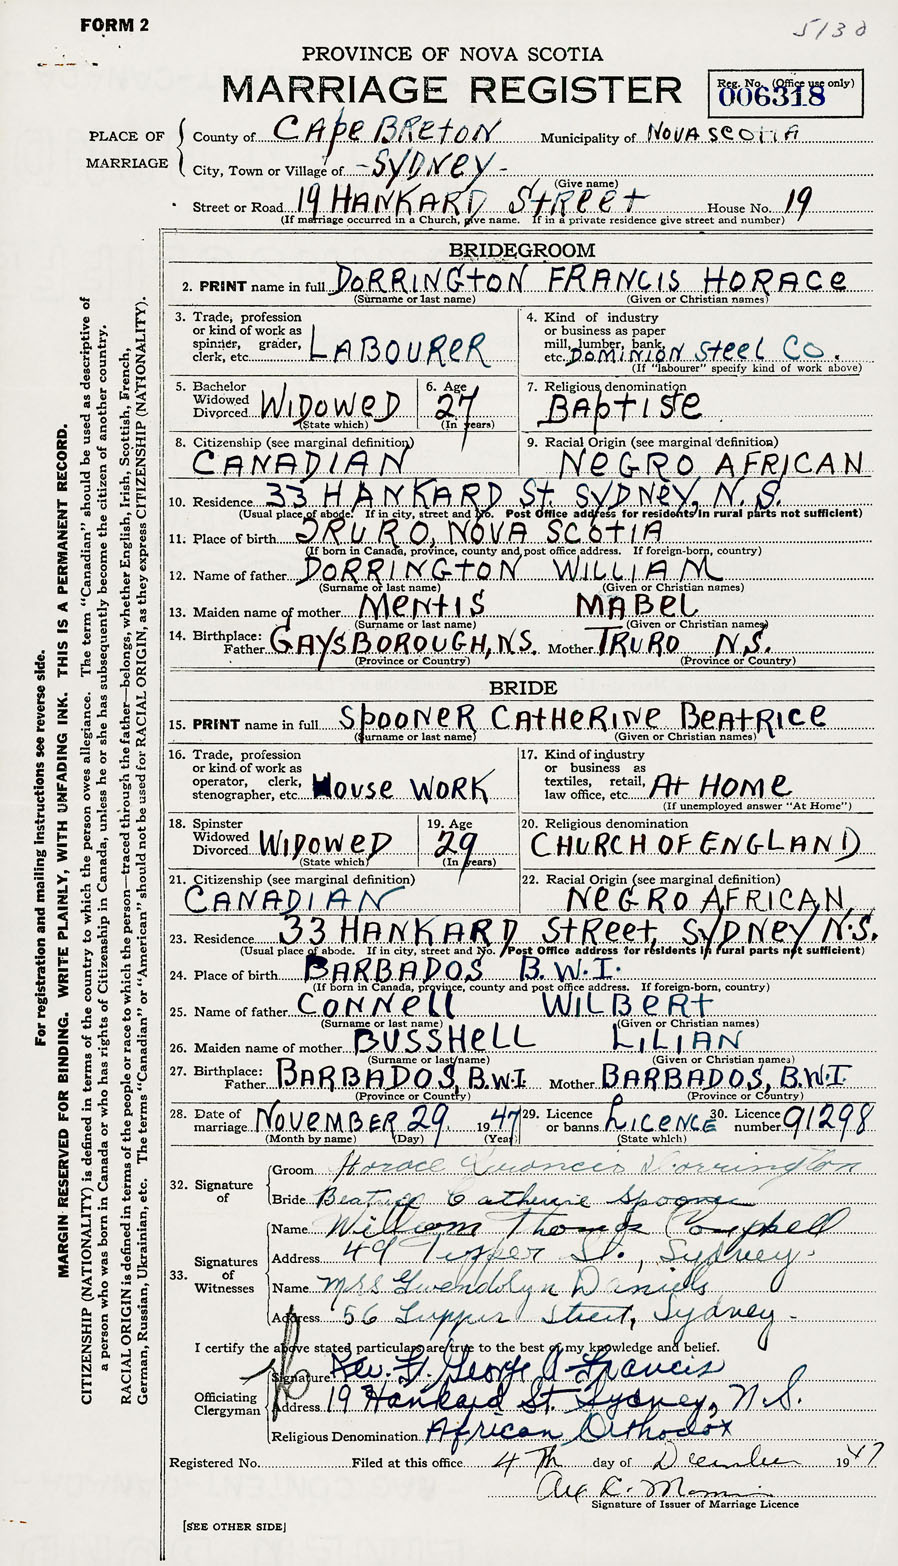 FORM 2
5138
PROVINCE OF NOVA SCOTIA
MARRIAGE REGISTER
Reg. No. (Office use only)
006318
PLACE OF MARRIAGE
County of CApe BReton Municipality of NOVA SCOTIA
City, Town or Village of -SYDNEY-
(Give name)
Street or Road 19 HANKARD StReet House No. 19
(If marriage occurred in a Church, give name. If in a private residence give street and number)
BRIDEGROOM
2. PRINT name in full DORRINGtON FRANCIS HORACe
(Surname or last name) (Given or Christian names)
3. Trade, profession or kind of work as spinner, grader, clerk, etc. LABOUReR
4. Kind of industry or business as paper mill, lumber, bank, etc. DOMINION Steel Co.
(If "labourer" specify kind of work above)
5. Bachelor Widowed Divorced WIDOWeD
(State which)
6. Age 27
(In years)
7. Religious denomination BAptiste
8. Citizenship (see marginal definition) CANADIAN
9. Racial Origin (see marginal definition) NeGRO AFRICAN
10. Residence 33 HANKARD St. SYDNEY, N.S.
(Usual place of abode. If in city, street and No. Post Office address for residents in rural parts not sufficient)
11. Place of birth TRURO, NOVA SCOtIA
(If born in Canada, province, county and post office address. If foreign-born, country)
12. Name of father DORRINGtON WILLIAM
(Surname or last name) (Given or Christian names)
13. Maiden name of mother MeNtIS MABeL
(Surname or last name) (Given or Christian names)
14. Birthplace: Father GAYSBOROUGH, NS. Mother TRURO N.S.
(Province or Country) (Province or Country)
BRIDE
15. PRINT name in full SpOONeR CAtHeRINe BeAtRICe
(Surname or last name) (Given or Christian names)
16. Trade, profession or kind of work as operator, clerk, stenographer, etc. House WORK
17. Kind of industry or business as textiles, retail, law office, etc. At HOMe
(If unemployed answer "At Home")
18. Spinster Widowed Divorced WIDOWeD
(State which)
19. Age 29
(In years)
20. Religious denomination CHURCH OF ENGLAND
21. Citizenship (see marginal definition) CANADIAN
22. Racial Origin (see marginal definition) NeGRO AFRICAN
23. Residence 33 HANKARD StReet, SYDNEY N.S.
(Usual place of abode. If in city, street and No. Post Office address for residents in rural parts not sufficient)
24. Place of birth BARBADOS B.W.I.
(If born in Canada, province, county and post office address. If foreign-born, country)
25. Name of father CONNell WILBeRt
(Surname or last name) (Given or Christian names)
26. Maiden name of mother BUSSHeLL LILIAN
(Surname or last name) (Given or Christian names)
27. Birthplace: Father BARBADOS, B.W.I Mother BARBADOS, B.W.I.
(Province or Country) (Province or Country)
28. Date of marriage NOVeMBER 29 1947
(Month by name) (Day) (Year)
29. Licence or banns LICeNCe
(State which)
30. Licence number 91298
32. Signature of
Groom Horace Francis Dorrington
Bride Beatrice Catherine Spooner
33. Signatures of Witnesses
Name William Thomas Campbell
Address 49 Tupper St., Sydney-
Name Mrs Gwendolyn Daniels
Address 56 Tupper Street, Sydney-
I certify the above stated particulars are true to the best of my knowledge and belief.
Officiating Clergyman
Signature Rev. George A Francis
Address 19 Hankard St. Sydney, N.S.
Religious Denomination African Orthodox
Registered No. Filed at this office 4th day of December 1947
Signature of Issuer of Marriage Licence
[SEE OTHER SIDE]
For registration and mailing instructions see reverse side.
MARGIN RESERVED FOR BINDING. WRITE PLAINLY, WITH UNFADING INK. THIS IS A PERMANENT RECORD.
CITIZENSHIP (NATIONALITY) is defined in terms of the country to which the person owes allegiance. The term "Canadian" should be used as descriptive of
a person who was born in Canada or who has rights of Citizenship in Canada, unless he or she has subsequently become the citizen of another country.
RACIAL ORIGIN is defined in terms of the people or race to which the person—traced through the father—belongs, whether English, Irish, Scottish, French,
German, Russian, Ukrainian, etc. The terms "Canadian" or "American" should not be used for RACIAL ORIGIN, as they express CITIZENSHIP (NATIONALITY).